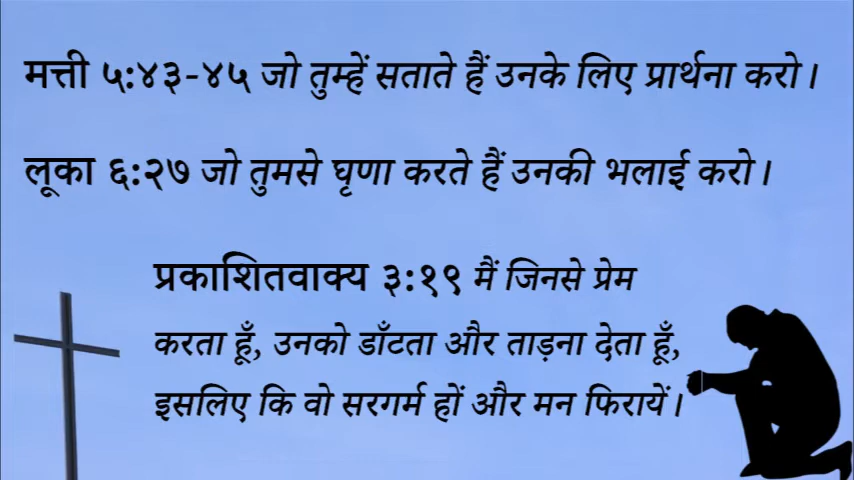 मत्ती ५:४३-४५ जो तुम्हें सताते हैं उनके लिए प्रार्थना करो।
लूका ६:२७ जो तुमसे घृणा करते हैं उनकी भलाई करो।
प्रकाशितवाक्य ३:१९ मैं जिनसे प्रेम
करता हूँ, उनको डाँटता और ताड़ना देता हूँ,
इसलिए कि वो सरगर्म हों और मन फिरायें।